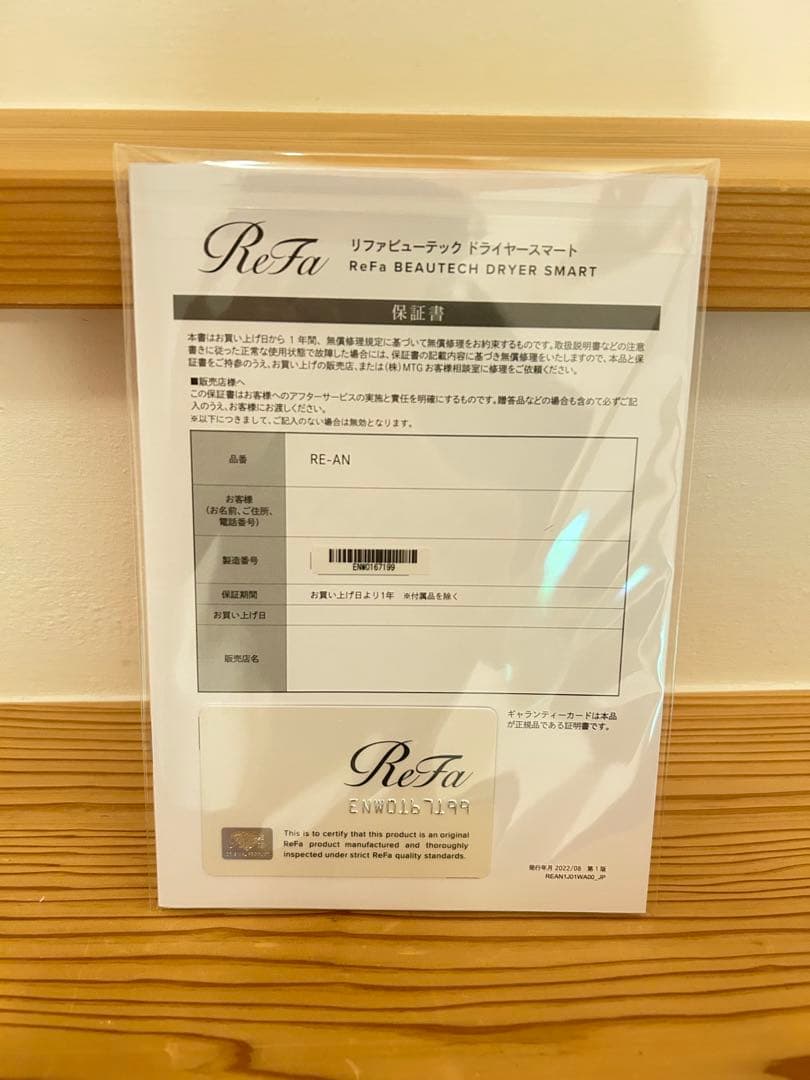 ReFa
リファビューテック ドライヤースマート
ReFa BEAUTECH DRYER SMART
保証書
本書はお買い上げ日から 1 年間、無償修理規定に基づいて無償修理をお約束するものです。取扱説明書などの注意
書きに従った正常な使用状態で故障した場合には、保証書の記載内容に基づき無償修理をいたしますので、本品と保
証書をご持参のうえ、お買い上げの販売店、または(株)MTG お客様相談室に修理をご依頼ください。
■販売店様へ
この保証書はお客様へのアフターサービスの実施と責任を明確にするものです。贈答品などの場合も含めて必ずご記
入のうえ、お客様にお渡しください。
※以下につきまして、ご記入のない場合は無効となります。
品番 RE-AN
お客様
(お名前、ご住所、
電話番号)
製造番号 ENW0167199
保証期間 お買い上げ日より1年 ※付属品を除く
お買い上げ日
販売店名
ギャランティーカードは本品
が正規品である証明書です。
ReFa
ENW0167199
This is to certify that this product is an original
ReFa product manufactured and thoroughly
inspected under strict ReFa quality standards.
発行年月 2022/08 第1版
REAN1J01WA00_JP